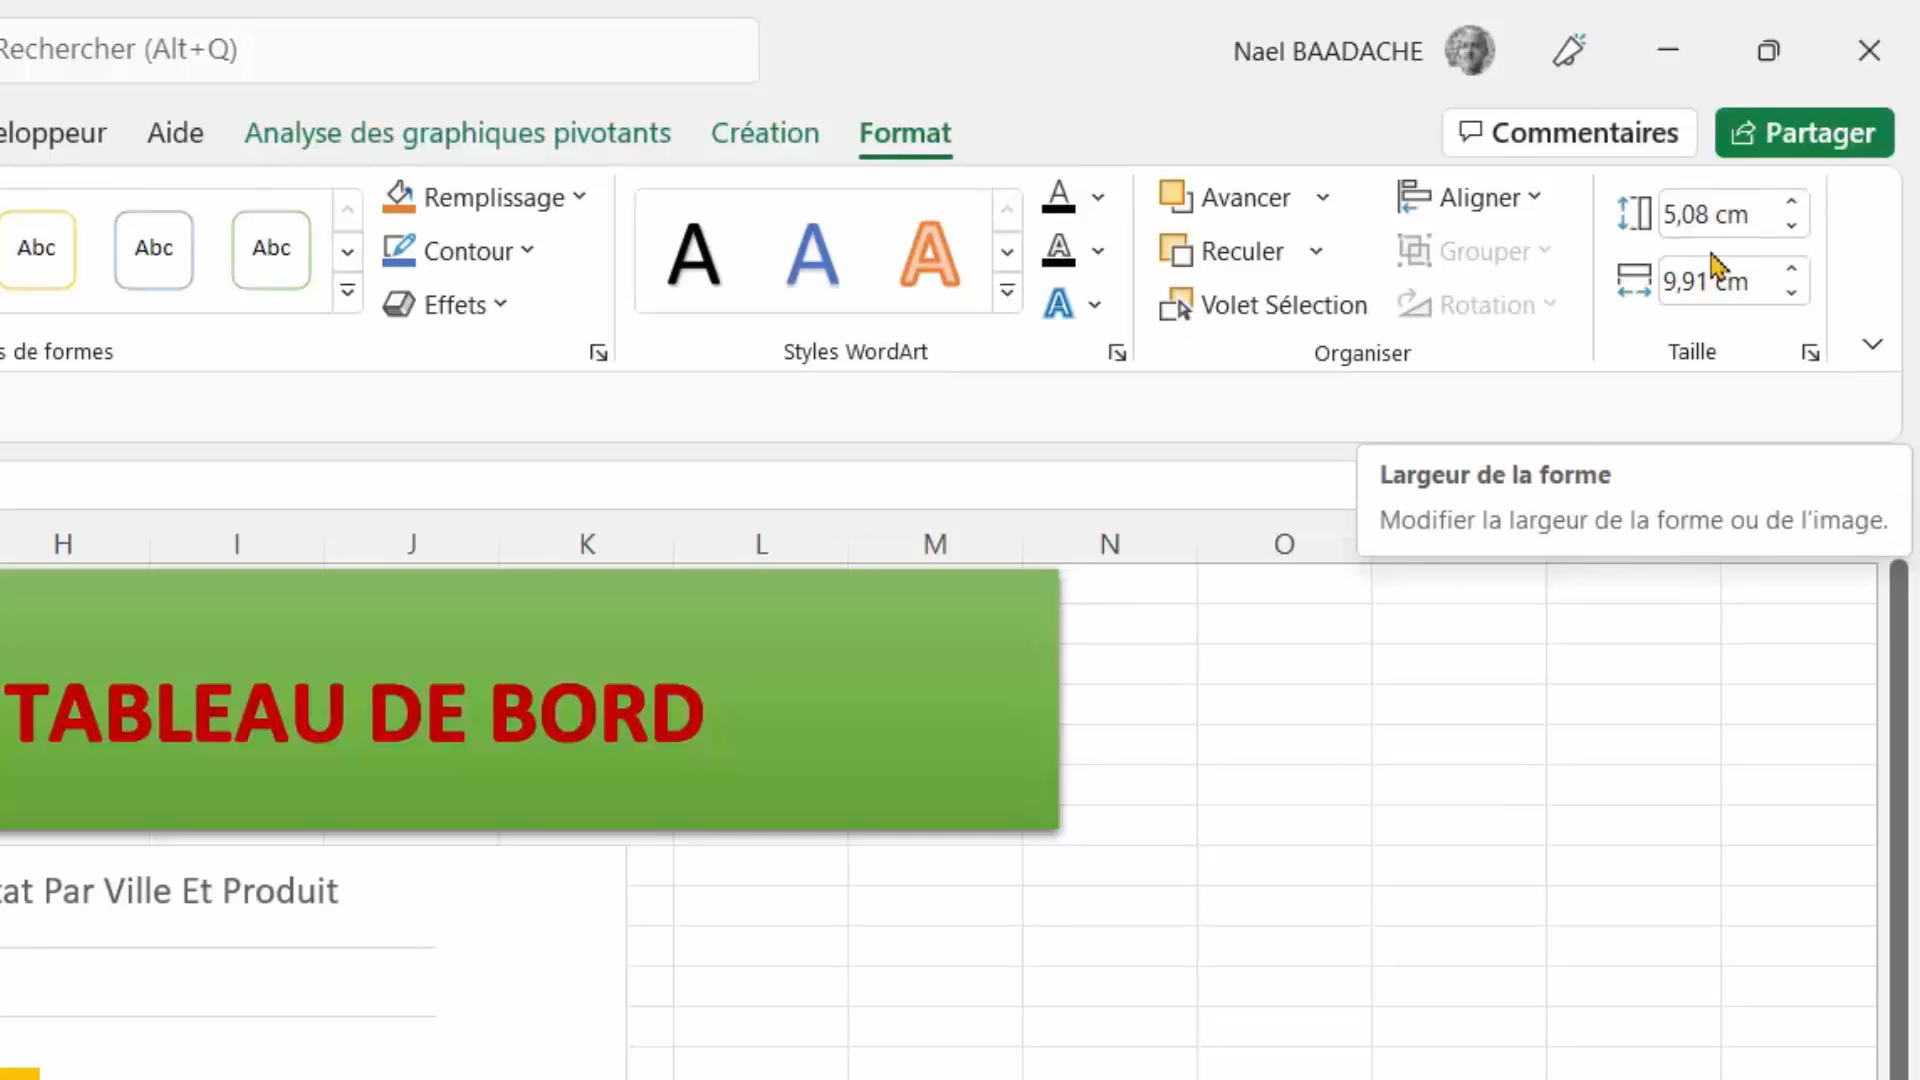 Rechercher (Alt+Q)
Nael BAADACHE
eloppeur Aide Analyse des graphiques pivotants Création Format
Commentaires Partager
Abc Abc Abc
Remplissage
Contour
Effets
s de formes
A A A
A
A
A
Styles WordArt
Avancer
Reculer
Volet Sélection
Aligner
Grouper
Rotation
Organiser
5,08 cm
9,91 cm
Taille
Largeur de la forme
Modifier la largeur de la forme ou de l'image.
H I J K L M N O
TABLEAU DE BORD
tat Par Ville Et Produit